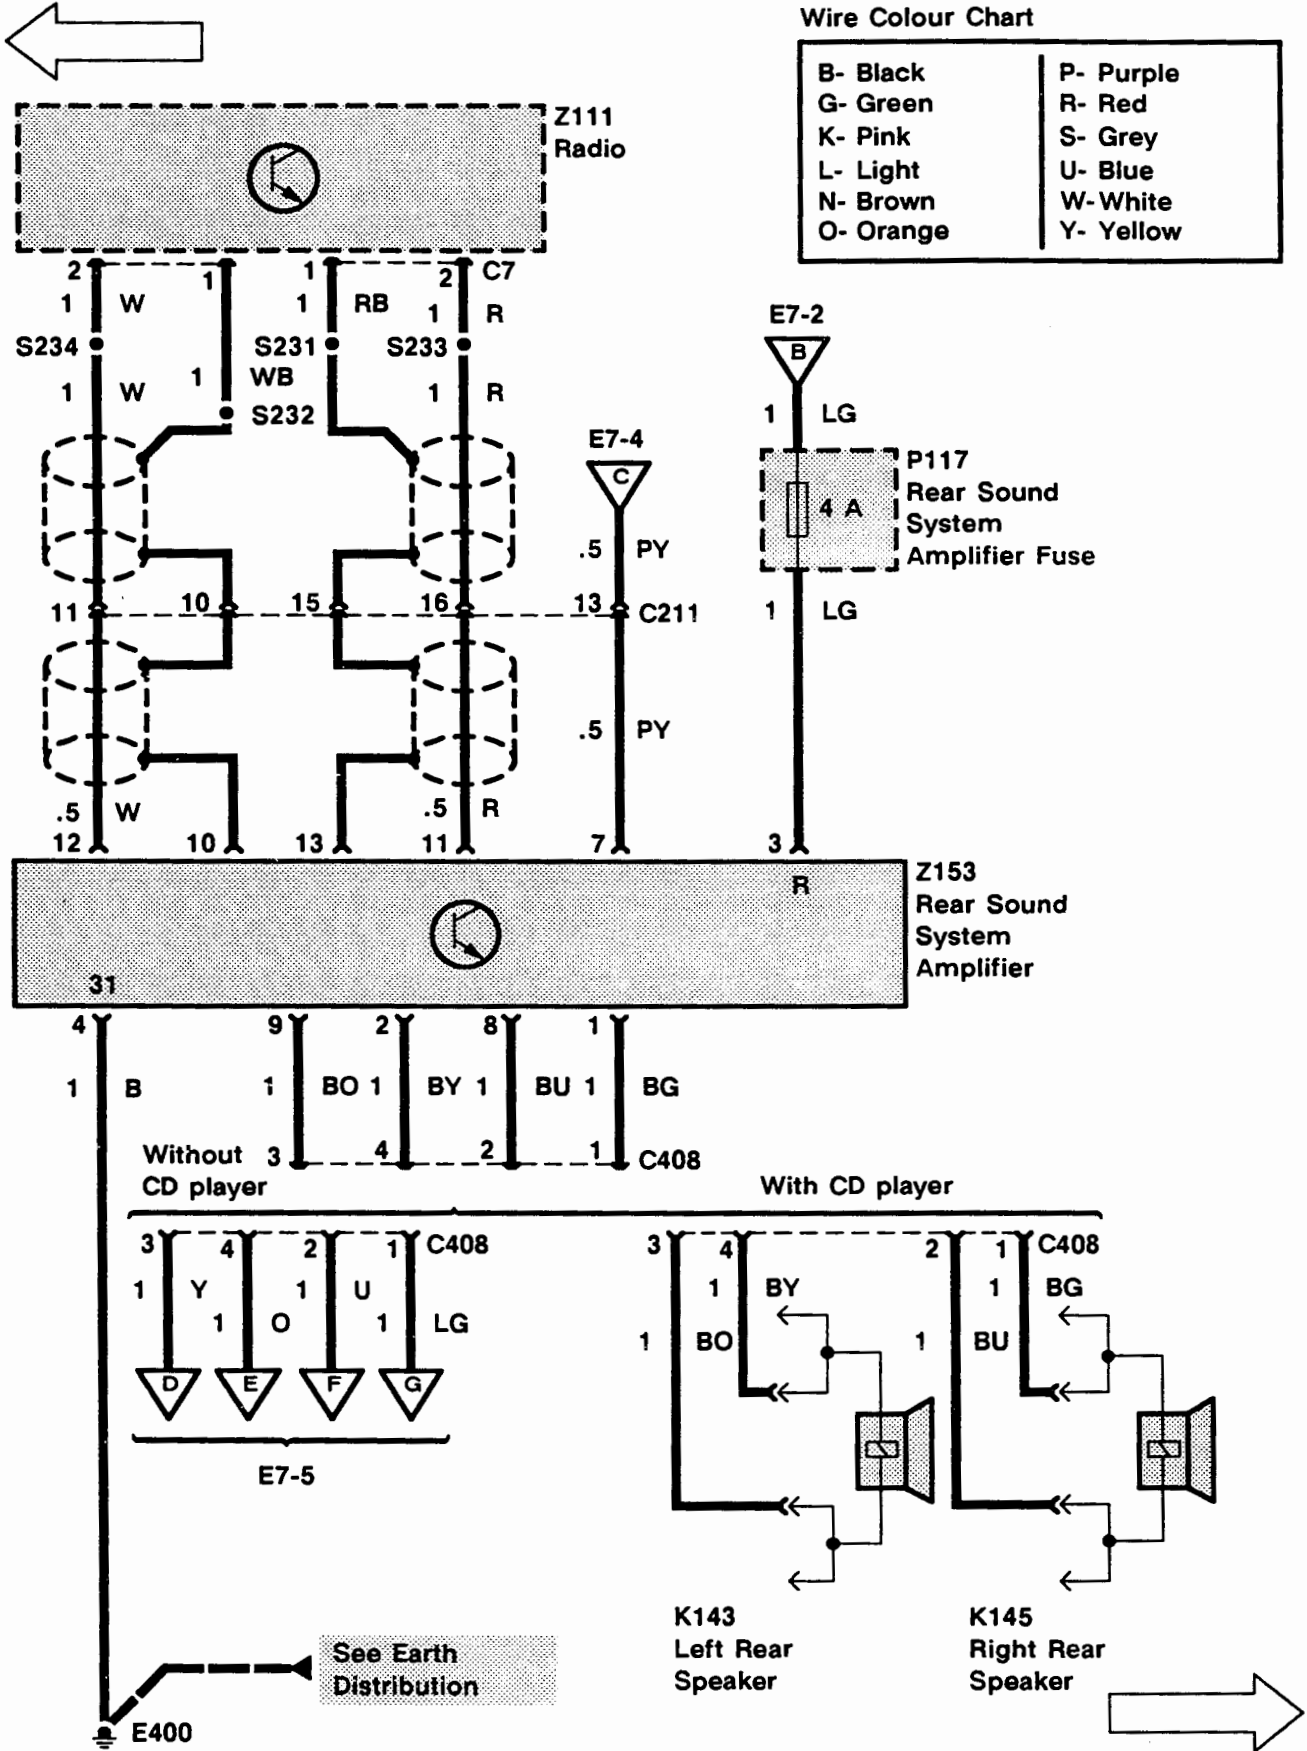 Wire Colour Chart
B- Black
G- Green
K- Pink
L- Light
N- Brown
O- Orange
P- Purple
R- Red
S- Grey
U- Blue
W- White
Y- Yellow
Z111
Radio
2 1 1 2 C7
1 W 1 RB 1 R
S234 S231 S233
1 W 1 WB 1 R
S232
E7-2
B
1 LG
E7-4
C
P117
Rear Sound
System
Amplifier Fuse
4 A
.5 PY
11 10 15 16 13 C211
1 LG
.5 PY
.5 W .5 R
12 10 13 11 7 3
R
Z153
Rear Sound
System
Amplifier
31
4 9 2 8 1
1 B 1 BO 1 BY 1 BU 1 BG
3 4 2 1 C408
Without
CD player
With CD player
3 4 2 1 C408
1 Y 1 O 1 U 1 LG
D E F G
E7-5
3 4 2 1 C408
1 BY 1 BG
1 BO 1 BU
K143
Left Rear
Speaker
K145
Right Rear
Speaker
See Earth
Distribution
E400